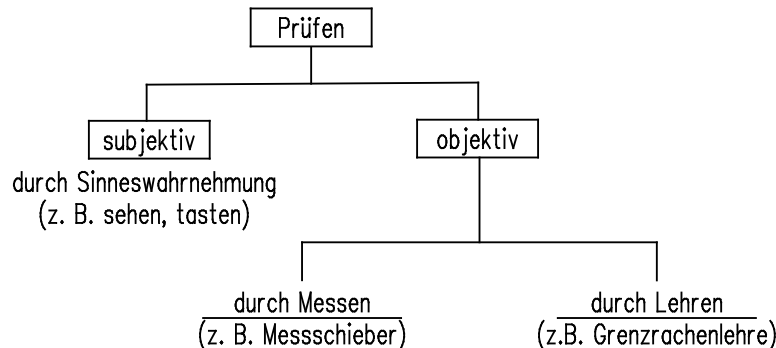 Prüfen
subjektiv
objektiv
durch Sinneswahrnehmung
(z. B. sehen, tasten)
durch Messen
(z. B. Messschieber)
durch Lehren
(z.B. Grenzrachenlehre)